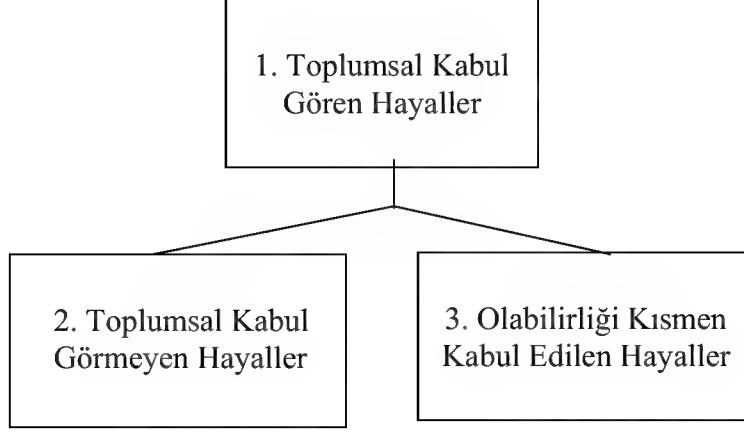 1. Toplumsal Kabul
Gören Hayaller
2. Toplumsal Kabul
Görmeyen Hayaller
3. Olabilirliği Kısmen
Kabul Edilen Hayaller